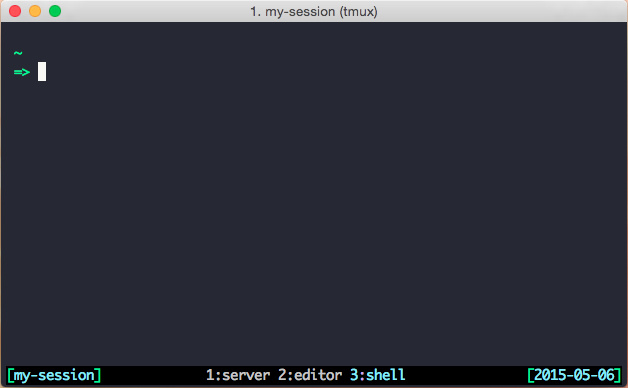 1. my-session (tmux)
~
=>
[my-session] 1:server 2:editor 3:shell [2015-05-06]